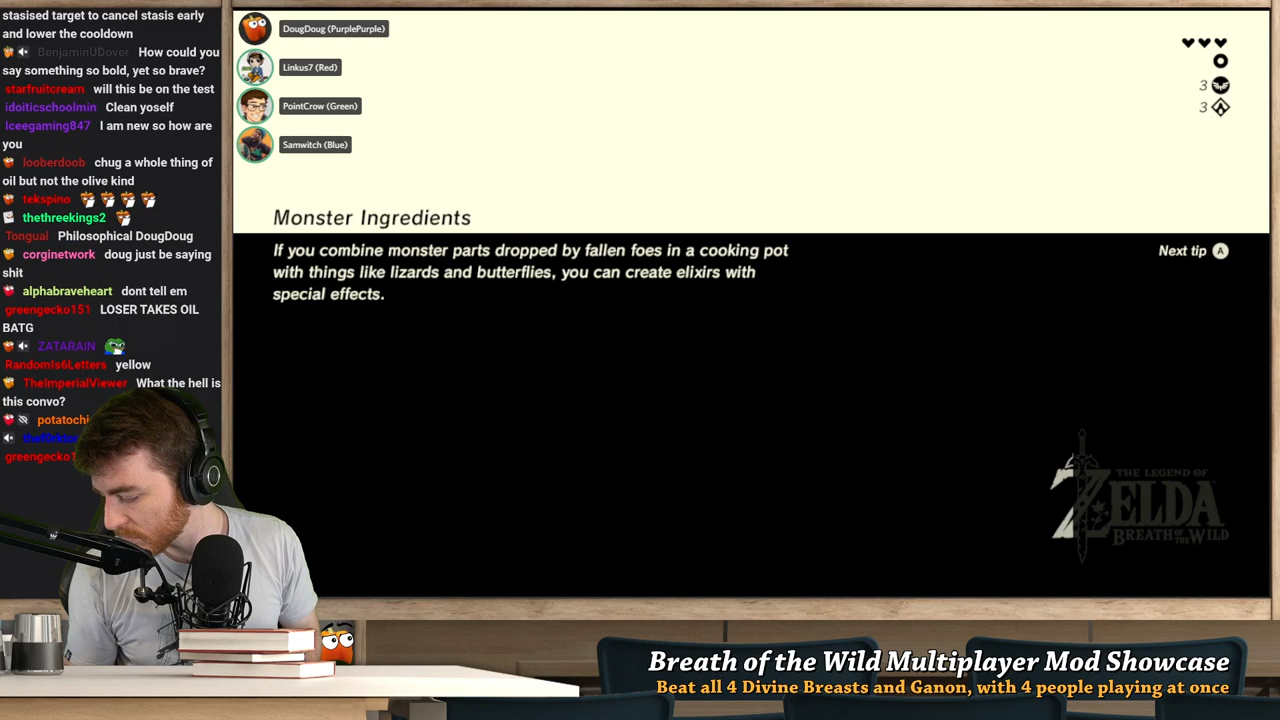 stasised target to cancel stasis early
and lower the cooldown
BenjaminUDover How could you
say something so bold, yet so brave?
starfruitcream will this be on the test
idoiticschoolmin Clean yoself
Iceegaming847 I am new so how are
you
looberdoob chug a whole thing of
oil but not the olive kind
tekspino
thethreekings2
Tongual Philosophical DougDoug
corginetwork doug just be saying
shit
alphabraveheart dont tell em
greengecko151 LOSER TAKES OIL
BATG
ZATARAIN
RandomIs6Letters yellow
TheImperialViewer What the hell is
this convo?
DougDoug (PurplePurple)
Linkus7 (Red)
PointCrow (Green)
Samwitch (Blue)
3
3
Monster Ingredients
If you combine monster parts dropped by fallen foes in a cooking pot
with things like lizards and butterflies, you can create elixirs with
special effects.
Next tip A
THE LEGEND OF
ZELDA
BREATH OF THE WILD
Breath of the Wild Multiplayer Mod Showcase
Beat all 4 Divine Breasts and Ganon, with 4 people playing at once